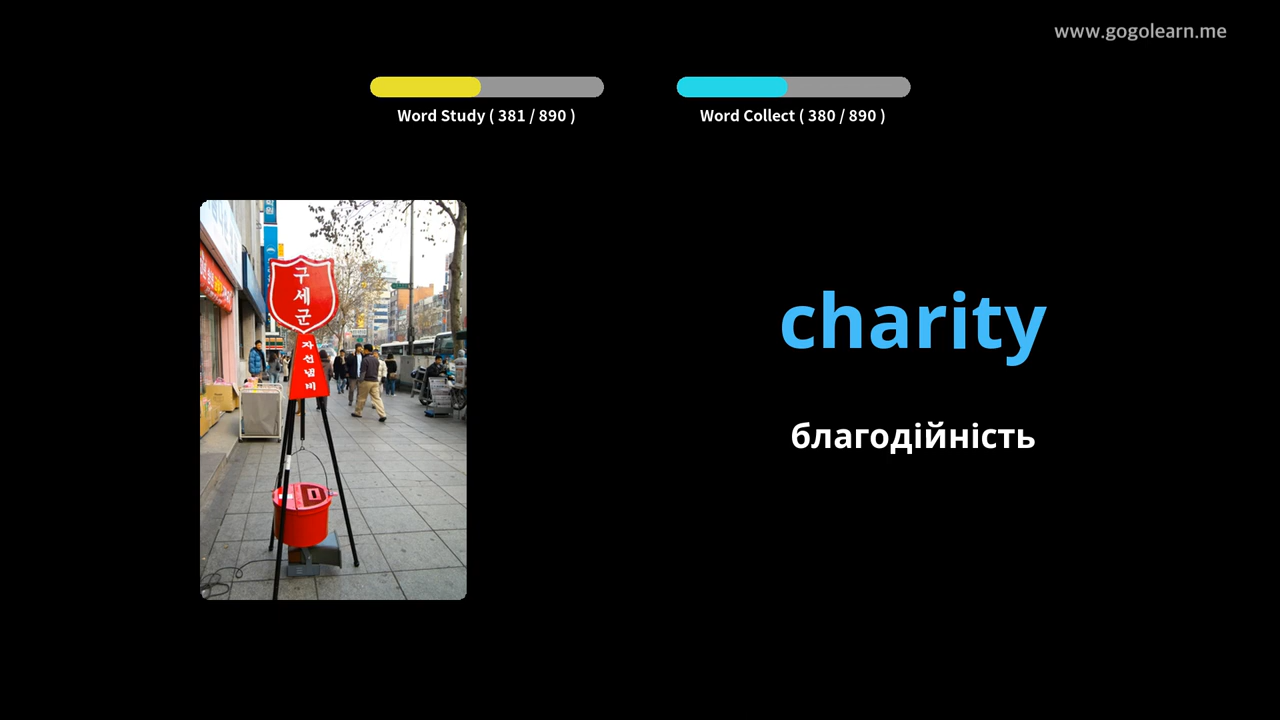 www.gogolearn.me
Word Study ( 381 / 890 )
Word Collect ( 380 / 890 )
구
세
군
자
선
냄
비
charity
благодійність